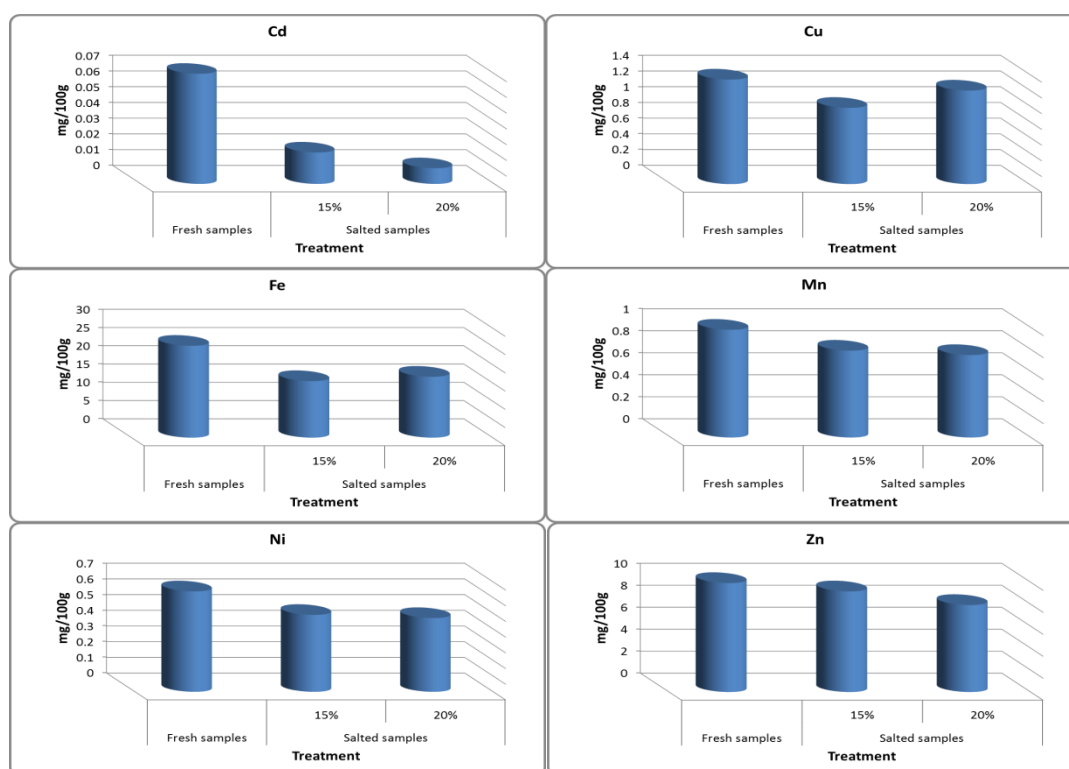 Cd
mg/100g
0.07
0.06
0.05
0.04
0.03
0.02
0.01
0
15%
20%
Fresh samples
Salted samples
Treatment
Cu
mg/100g
1.4
1.2
1
0.8
0.6
0.4
0.2
0
15%
20%
Fresh samples
Salted samples
Treatment
Fe
mg/100g
30
25
20
15
10
5
0
15%
20%
Fresh samples
Salted samples
Treatment
Mn
mg/100g
1
0.8
0.6
0.4
0.2
0
15%
20%
Fresh samples
Salted samples
Treatment
Ni
mg/100g
0.7
0.6
0.5
0.4
0.3
0.2
0.1
0
15%
20%
Fresh samples
Salted samples
Treatment
Zn
mg/100g
10
8
6
4
2
0
15%
20%
Fresh samples
Salted samples
Treatment